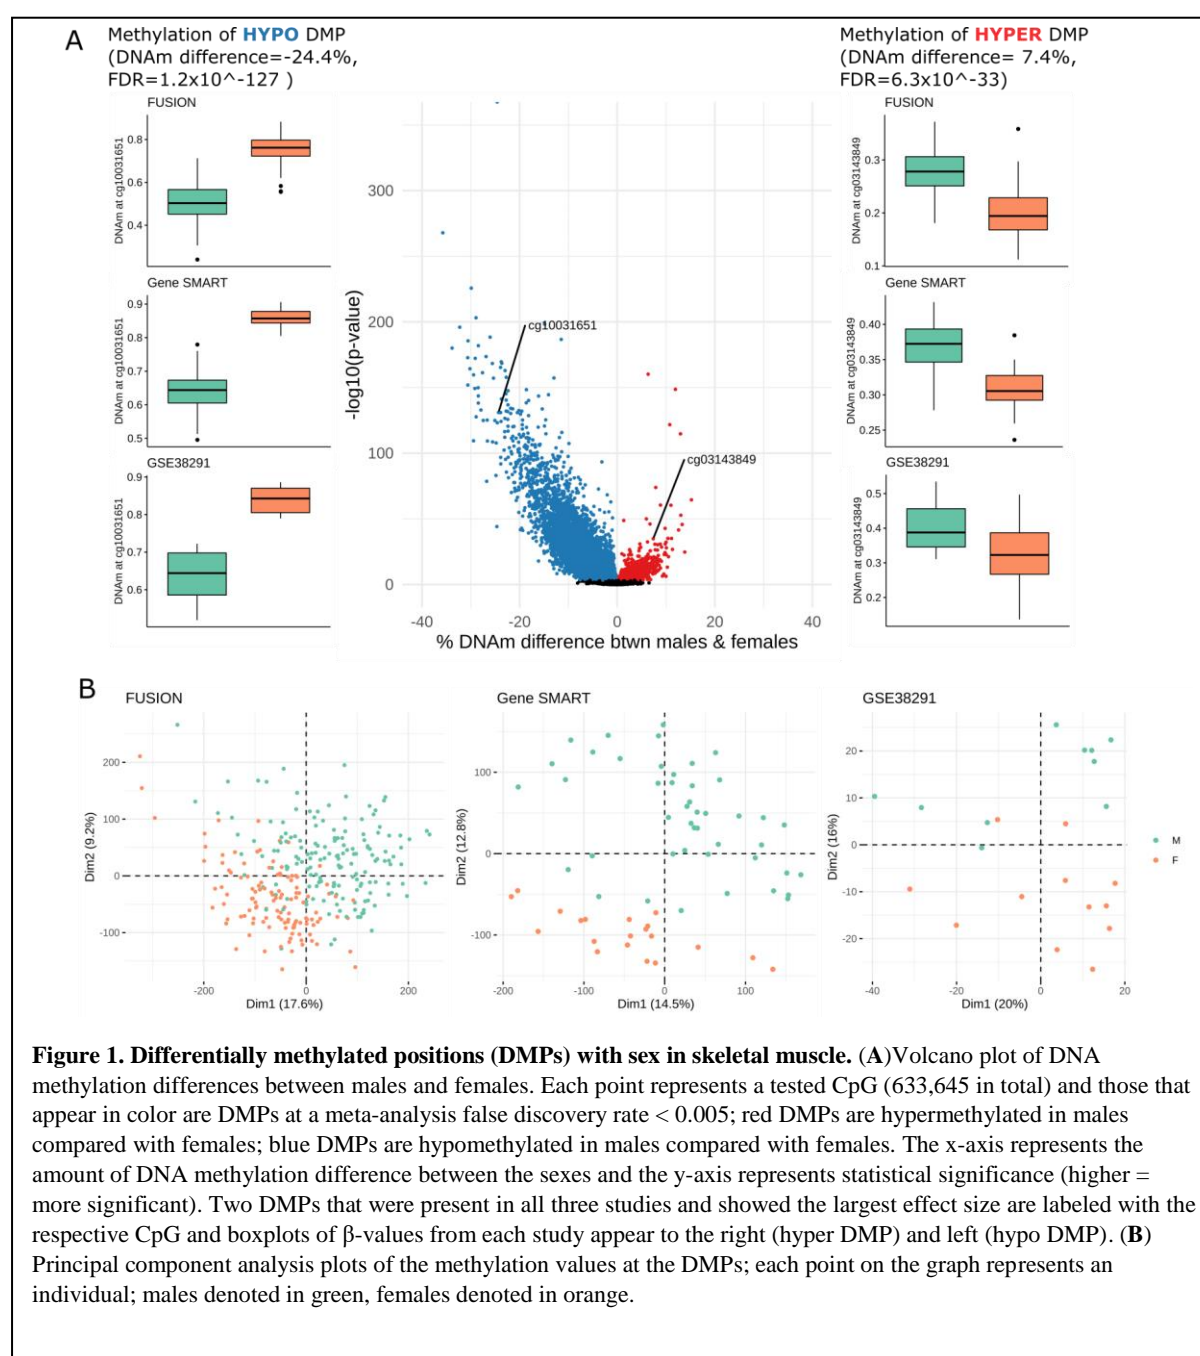 A
Methylation of HYPO DMP
(DNAm difference=-24.4%,
FDR=1.2x10^-127 )
Methylation of HYPER DMP
(DNAm difference= 7.4%,
FDR=6.3x10^-33)
FUSION
DNAm at cg10031651
0.8
0.6
0.4
Gene SMART
DNAm at cg10031651
0.9
0.8
0.7
0.6
0.5
GSE38291
DNAm at cg10031651
0.9
0.8
0.7
0.6
-log10(p-value)
300
200
100
0
cg10031651
cg03143849
-40
-20
0
20
40
% DNAm difference btwn males & females
FUSION
DNAm at cg03143849
0.3
0.2
0.1
Gene SMART
DNAm at cg03143849
0.40
0.35
0.30
0.25
GSE38291
DNAm at cg03143849
0.5
0.4
0.3
0.2
B
FUSION
Dim2 (9.2%)
200
100
0
-100
-200
0
200
Dim1 (17.6%)
Gene SMART
Dim2 (12.8%)
100
0
-100
-200
-100
0
100
Dim1 (14.5%)
GSE38291
Dim2 (16%)
20
10
0
-10
-20
-40
-20
0
20
Dim1 (20%)
M
F
Figure 1. Differentially methylated positions (DMPs) with sex in skeletal muscle. (A)Volcano plot of DNA
methylation differences between males and females. Each point represents a tested CpG (633,645 in total) and those that
appear in color are DMPs at a meta-analysis false discovery rate < 0.005; red DMPs are hypermethylated in males
compared with females; blue DMPs are hypomethylated in males compared with females. The x-axis represents the
amount of DNA methylation difference between the sexes and the y-axis represents statistical significance (higher =
more significant). Two DMPs that were present in all three studies and showed the largest effect size are labeled with the
respective CpG and boxplots of β-values from each study appear to the right (hyper DMP) and left (hypo DMP). (B)
Principal component analysis plots of the methylation values at the DMPs; each point on the graph represents an
individual; males denoted in green, females denoted in orange.